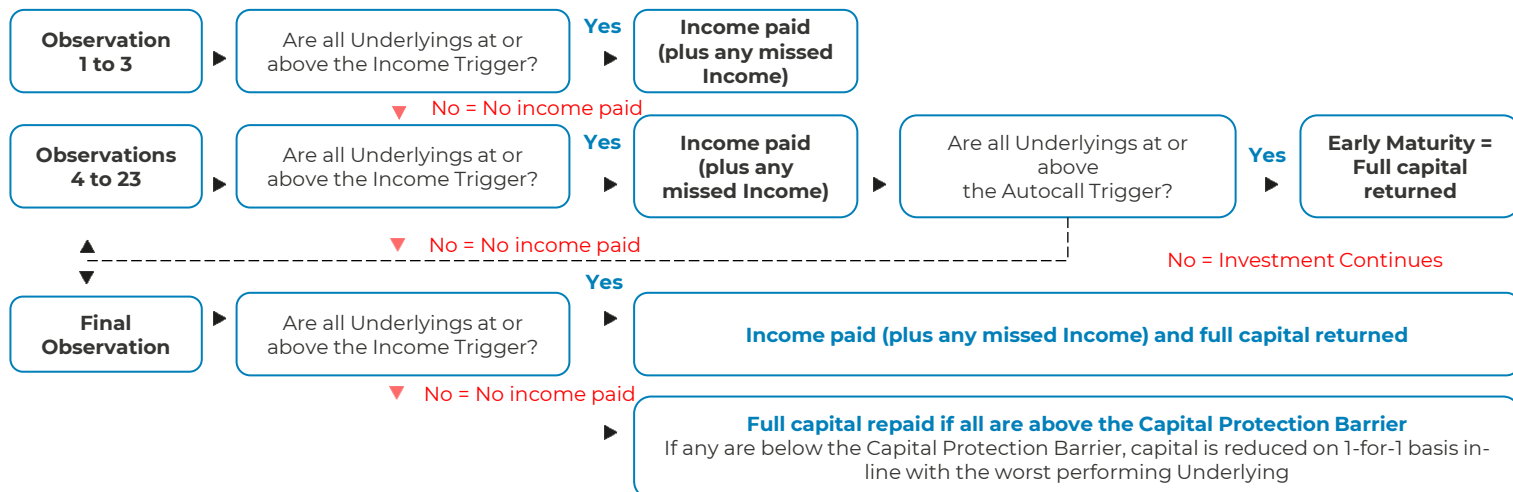 Observation
1 to 3
Are all Underlyings at or
above the Income Trigger?
Yes
Income paid
(plus any missed
Income)
No = No income paid
Observations
4 to 23
Are all Underlyings at or
above the Income Trigger?
Yes
Income paid
(plus any
missed Income)
Are all Underlyings at or
above
the Autocall Trigger?
Yes
Early Maturity =
Full capital
returned
No = No income paid
No = Investment Continues
Final
Observation
Are all Underlyings at or
above the Income Trigger?
Yes
Income paid (plus any missed Income) and full capital returned
No = No income paid
Full capital repaid if all are above the Capital Protection Barrier
If any are below the Capital Protection Barrier, capital is reduced on 1-for-1 basis in-
line with the worst performing Underlying